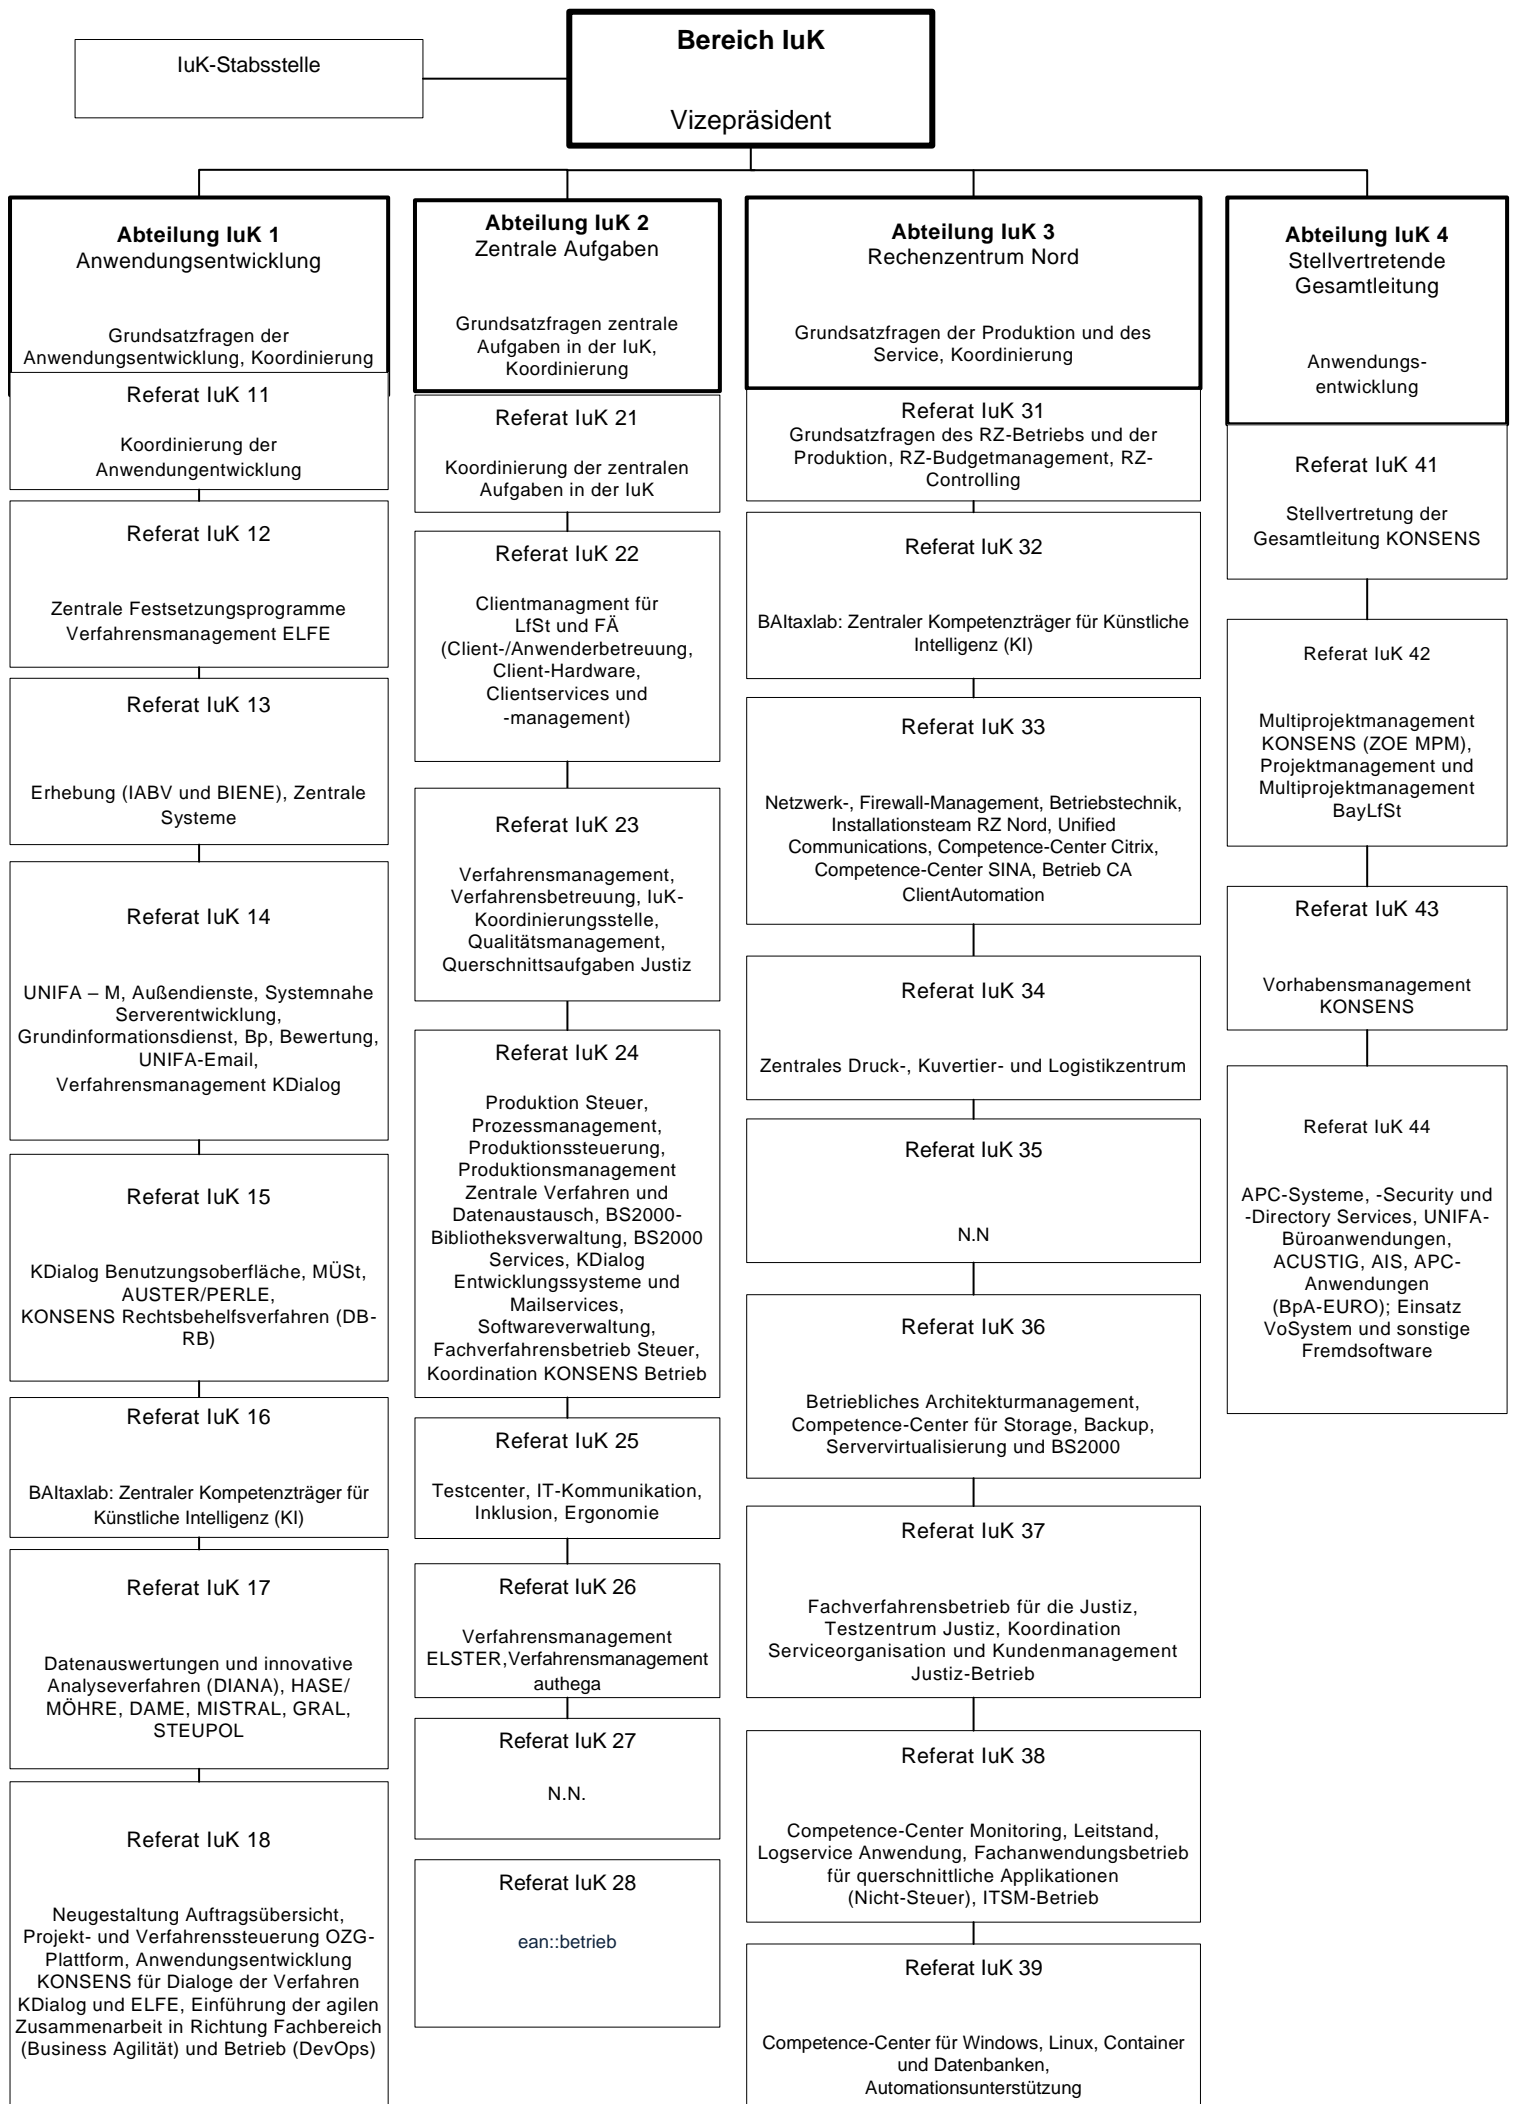 Bereich IuK
Vizepräsident
IuK-Stabsstelle
Abteilung IuK 1
Anwendungsentwicklung
Grundsatzfragen der
Anwendungsentwicklung, Koordinierung
Referat IuK 11
Koordinierung der
Anwendungentwicklung
Referat IuK 12
Zentrale Festsetzungsprogramme
Verfahrensmanagement ELFE
Referat IuK 13
Erhebung (IABV und BIENE), Zentrale
Systeme
Referat IuK 14
UNIFA – M, Außendienste, Systemnahe
Serverentwicklung,
Grundinformationsdienst, Bp, Bewertung,
UNIFA-Email,
Verfahrensmanagement KDialog
Referat IuK 15
KDialog Benutzungsoberfläche, MÜSt,
AUSTER/PERLE,
KONSENS Rechtsbehelfsverfahren (DB-
RB)
Referat IuK 16
BAItaxlab: Zentraler Kompetenzträger für
Künstliche Intelligenz (KI)
Referat IuK 17
Datenauswertungen und innovative
Analyseverfahren (DIANA), HASE/
MÖHRE, DAME, MISTRAL, GRAL,
STEUPOL
Referat IuK 18
Neugestaltung Auftragsübersicht,
Projekt- und Verfahrenssteuerung OZG-
Plattform, Anwendungsentwicklung
KONSENS für Dialoge der Verfahren
KDialog und ELFE, Einführung der agilen
Zusammenarbeit in Richtung Fachbereich
(Business Agilität) und Betrieb (DevOps)
Abteilung IuK 2
Zentrale Aufgaben
Grundsatzfragen zentrale
Aufgaben in der IuK,
Koordinierung
Referat IuK 21
Koordinierung der zentralen
Aufgaben in der IuK
Referat IuK 22
Clientmanagment für
LfSt und FÄ
(Client-/Anwenderbetreuung,
Client-Hardware,
Clientservices und
-management)
Referat IuK 23
Verfahrensmanagement,
Verfahrensbetreuung, IuK-
Koordinierungsstelle,
Qualitätsmanagement,
Querschnittsaufgaben Justiz
Referat IuK 24
Produktion Steuer,
Prozessmanagement,
Produktionssteuerung,
Produktionsmanagement
Zentrale Verfahren und
Datenaustausch, BS2000-
Bibliotheksverwaltung, BS2000
Services, KDialog
Entwicklungssysteme und
Mailservices,
Softwareverwaltung,
Fachverfahrensbetrieb Steuer,
Koordination KONSENS Betrieb
Referat IuK 25
Testcenter, IT-Kommunikation,
Inklusion, Ergonomie
Referat IuK 26
Verfahrensmanagement
ELSTER,Verfahrensmanagement
authega
Referat IuK 27
N.N.
Referat IuK 28
ean::betrieb
Abteilung IuK 3
Rechenzentrum Nord
Grundsatzfragen der Produktion und des
Service, Koordinierung
Referat IuK 31
Grundsatzfragen des RZ-Betriebs und der
Produktion, RZ-Budgetmanagement, RZ-
Controlling
Referat IuK 32
BAItaxlab: Zentraler Kompetenzträger für Künstliche
Intelligenz (KI)
Referat IuK 33
Netzwerk-, Firewall-Management, Betriebstechnik,
Installationsteam RZ Nord, Unified
Communications, Competence-Center Citrix,
Competence-Center SINA, Betrieb CA
ClientAutomation
Referat IuK 34
Zentrales Druck-, Kuvertier- und Logistikzentrum
Referat IuK 35
N.N
Referat IuK 36
Betriebliches Architekturmanagement,
Competence-Center für Storage, Backup,
Servervirtualisierung und BS2000
Referat IuK 37
Fachverfahrensbetrieb für die Justiz,
Testzentrum Justiz, Koordination
Serviceorganisation und Kundenmanagement
Justiz-Betrieb
Referat IuK 38
Competence-Center Monitoring, Leitstand,
Logservice Anwendung, Fachanwendungsbetrieb
für querschnittliche Applikationen
(Nicht-Steuer), ITSM-Betrieb
Referat IuK 39
Competence-Center für Windows, Linux, Container
und Datenbanken,
Automationsunterstützung
Abteilung IuK 4
Stellvertretende
Gesamtleitung
Anwendungs-
entwicklung
Referat IuK 41
Stellvertretung der
Gesamtleitung KONSENS
Referat IuK 42
Multiprojektmanagement
KONSENS (ZOE MPM),
Projektmanagement und
Multiprojektmanagement
BayLfSt
Referat IuK 43
Vorhabensmanagement
KONSENS
Referat IuK 44
APC-Systeme, -Security und
-Directory Services, UNIFA-
Büroanwendungen,
ACUSTIG, AIS, APC-
Anwendungen
(BpA-EURO); Einsatz
VoSystem und sonstige
Fremdsoftware